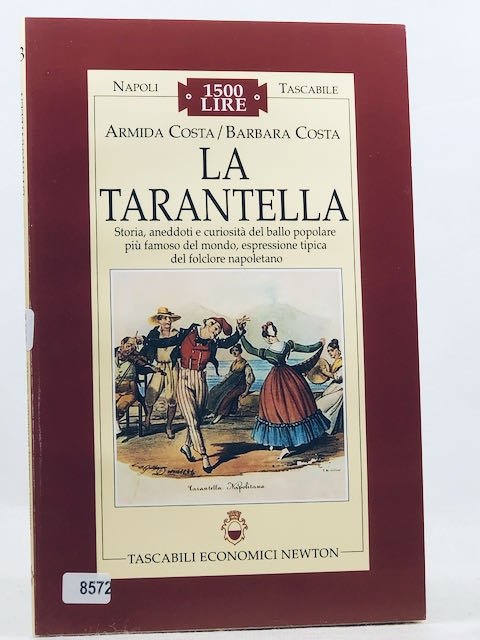 NAPOLI
1500
LIRE
TASCABILE
ARMIDA COSTA/BARBARA COSTA
LA
TARANTELLA
Storia, aneddoti e curiosità del ballo popolare
più famoso del mondo, espressione tipica
del folclore napoletano
Tarantella Napolitana
TASCABILI ECONOMICI NEWTON
8572